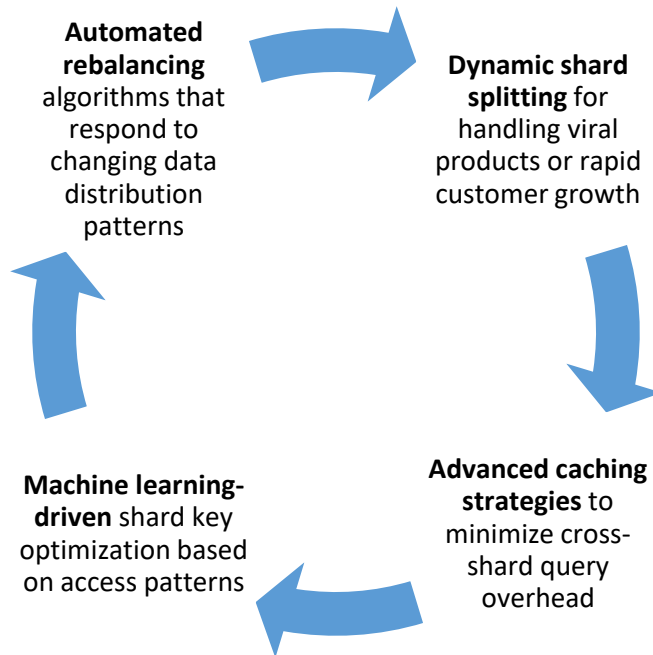 Automated
rebalancing
algorithms that
respond to
changing data
distribution
patterns
Dynamic shard
splitting for
handling viral
products or rapid
customer growth
Advanced caching
strategies to
minimize cross-
shard query
overhead
Machine learning-
driven shard key
optimization based
on access patterns